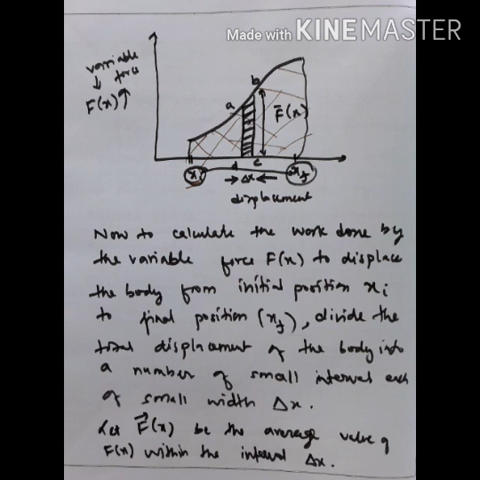 Made with KINEMASTER
variable
force
F(x)
a
b
F(x)
d
c
xi
Δx
xf
displacement
Now to calculate the work done by
the variable force F(x) to displace
the body from initial position xi
to final position (xf), divide the
total displacement of the body into
a number of small interval each
of small width Δx.
Let F(x) be the average value of
F(x) within the interval Δx.